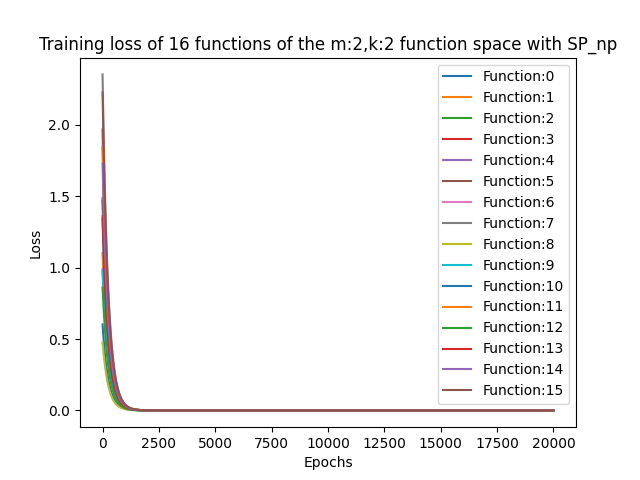 Training loss of 16 functions of the m:2,k:2 function space with SP_np
Loss
2.0
1.5
1.0
0.5
0.0
Function:0
Function:1
Function:2
Function:3
Function:4
Function:5
Function:6
Function:7
Function:8
Function:9
Function:10
Function:11
Function:12
Function:13
Function:14
Function:15
0 2500 5000 7500 10000 12500 15000 17500 20000
Epochs